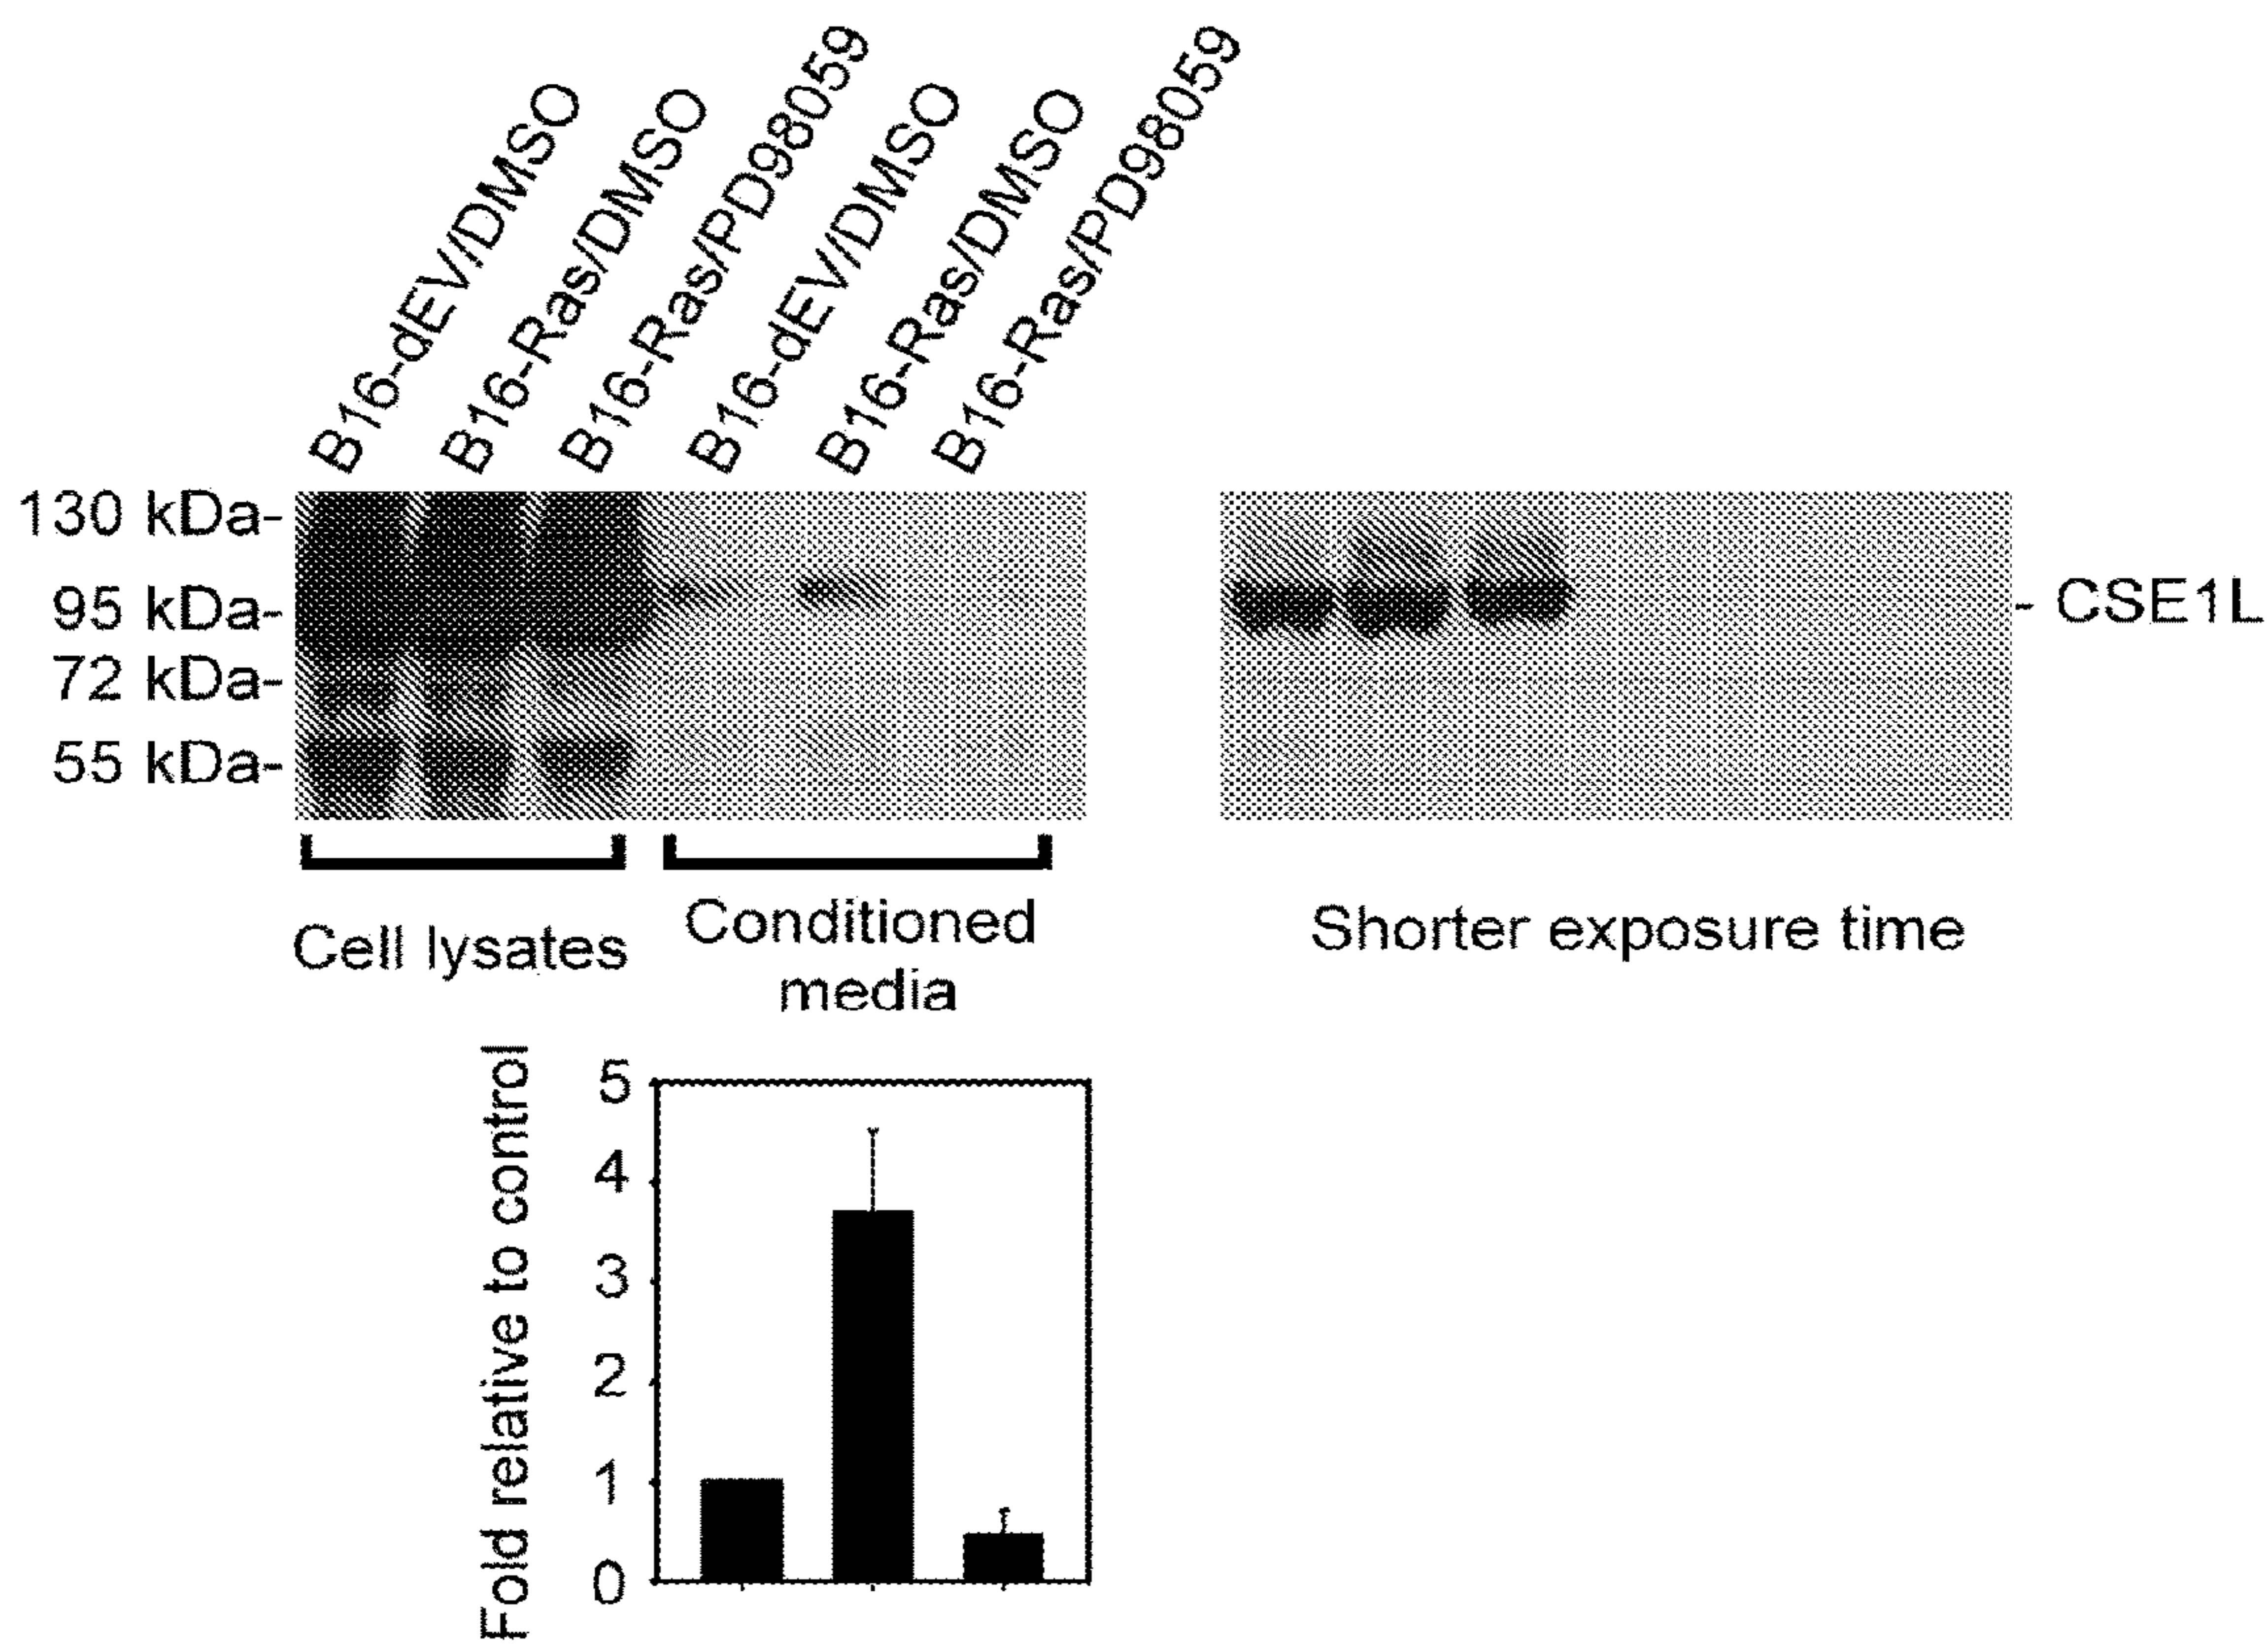 B16-dEV/DMSO
B16-Ras/DMSO
B16-Ras/PD98059
B16-dEV/DMSO
B16-Ras/DMSO
B16-Ras/PD98059
130 kDa-
95 kDa-
72 kDa-
55 kDa-
- CSE1L
Cell lysates
Conditioned
media
Shorter exposure time
Fold relative to control
5
4
3
2
1
0